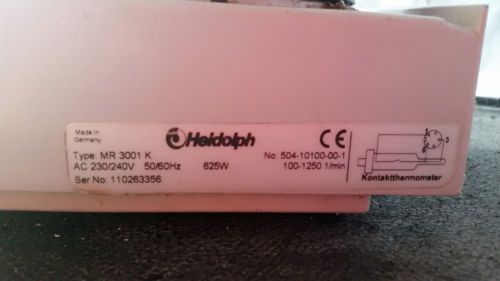 Made in
Germany
Heidolph
CE
Type: MR 3001 K
No 504-10100-00-1
AC 230/240V 50/60Hz 625W
100-1250 1/min
Ser No: 110263356
Kontaktthermometer